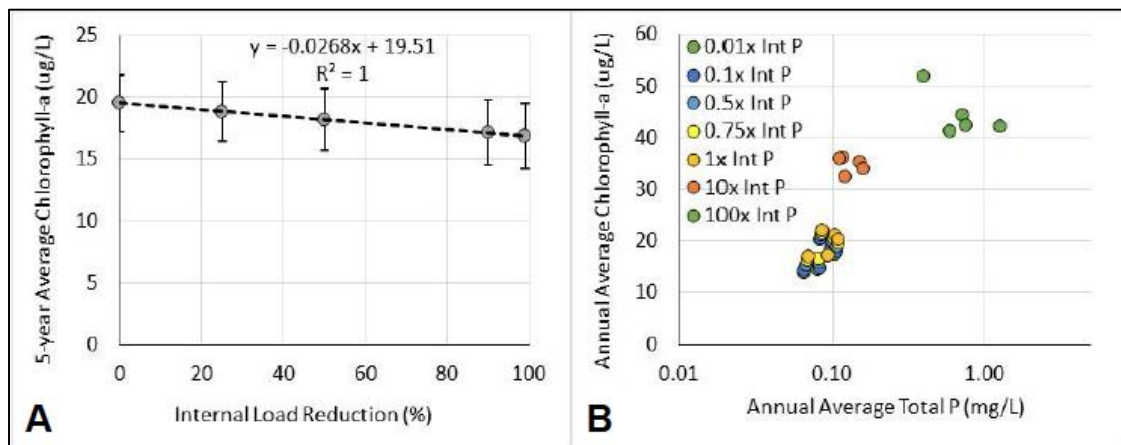 5-year Average Chlorophyll-a (ug/L)
25
20
15
10
5
0
y = -0.0268x + 19.51
R² = 1
0 20 40 60 80 100
Internal Load Reduction (%)
A
Annual Average Chlorophyll-a (ug/L)
60
50
40
30
20
10
0
0.01x Int P
0.1x Int P
0.5x Int P
0.75x Int P
1x Int P
10x Int P
100x Int P
0.01 0.10 1.00
Annual Average Total P (mg/L)
B